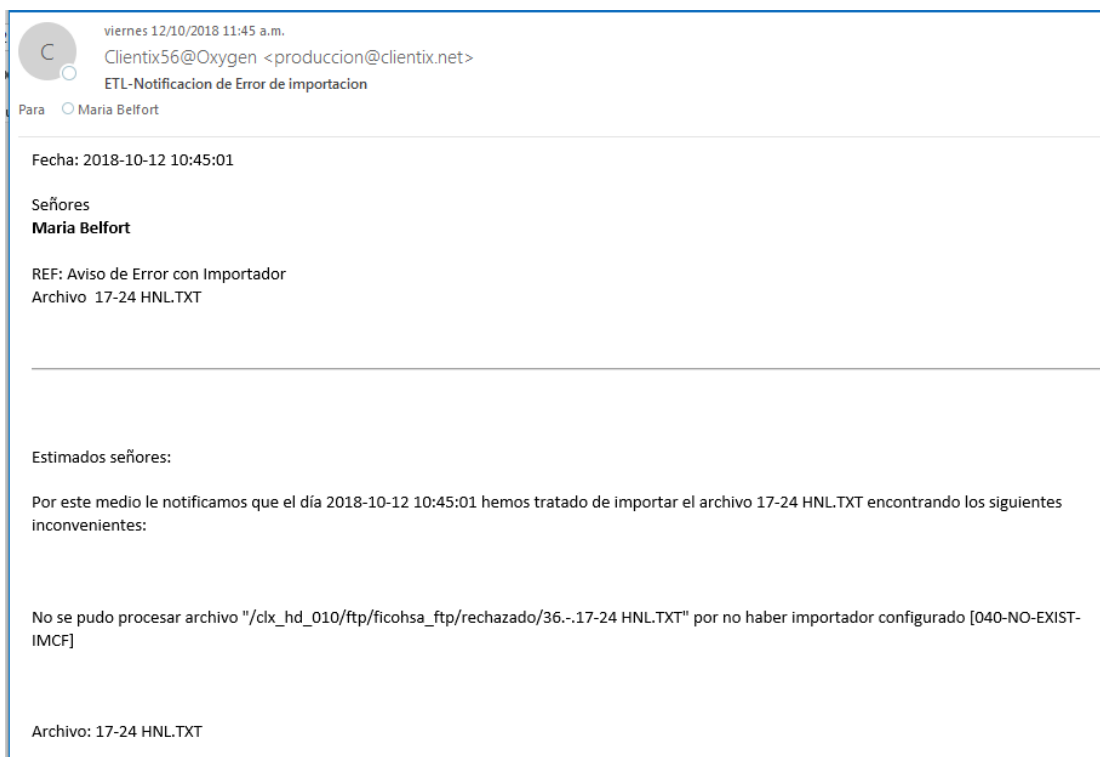 viernes 12/10/2018 11:45 a.m.
C
Clientix56@Oxygen <produccion@clientix.net>
ETL-Notificacion de Error de importacion
Para Maria Belfort
Fecha: 2018-10-12 10:45:01
Señores
Maria Belfort
REF: Aviso de Error con Importador
Archivo 17-24 HNL.TXT
Estimados señores:
Por este medio le notificamos que el día 2018-10-12 10:45:01 hemos tratado de importar el archivo 17-24 HNL.TXT encontrando los siguientes
inconvenientes:
No se pudo procesar archivo "/clx_hd_010/ftp/ficohsa_ftp/rechazado/36.-.17-24 HNL.TXT" por no haber importador configurado [040-NO-EXIST-
IMCF]
Archivo: 17-24 HNL.TXT